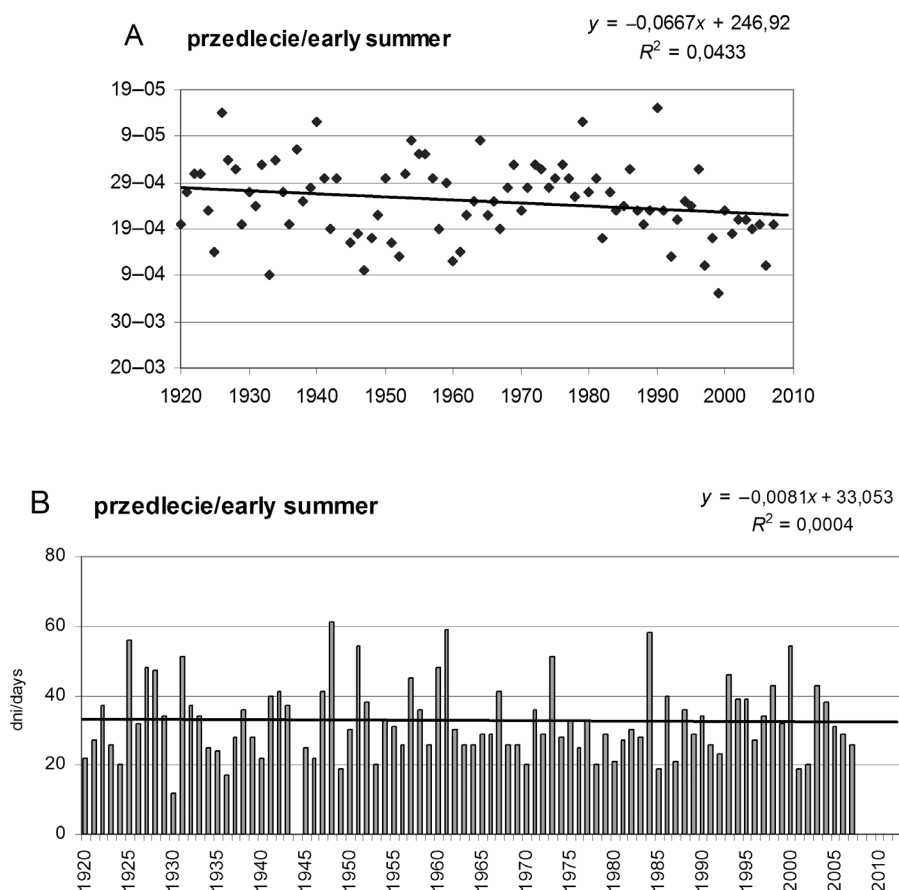 A przedlecie/early summer
y = −0,0667x + 246,92
R² = 0,0433
19–05
9–05
29–04
19–04
9–04
30–03
20–03
1920 1930 1940 1950 1960 1970 1980 1990 2000 2010
B przedlecie/early summer
y = −0,0081x + 33,053
R² = 0,0004
dni/days
80
60
40
20
0
1920 1925 1930 1935 1940 1945 1950 1955 1960 1965 1970 1975 1980 1985 1990 1995 2000 2005 2010